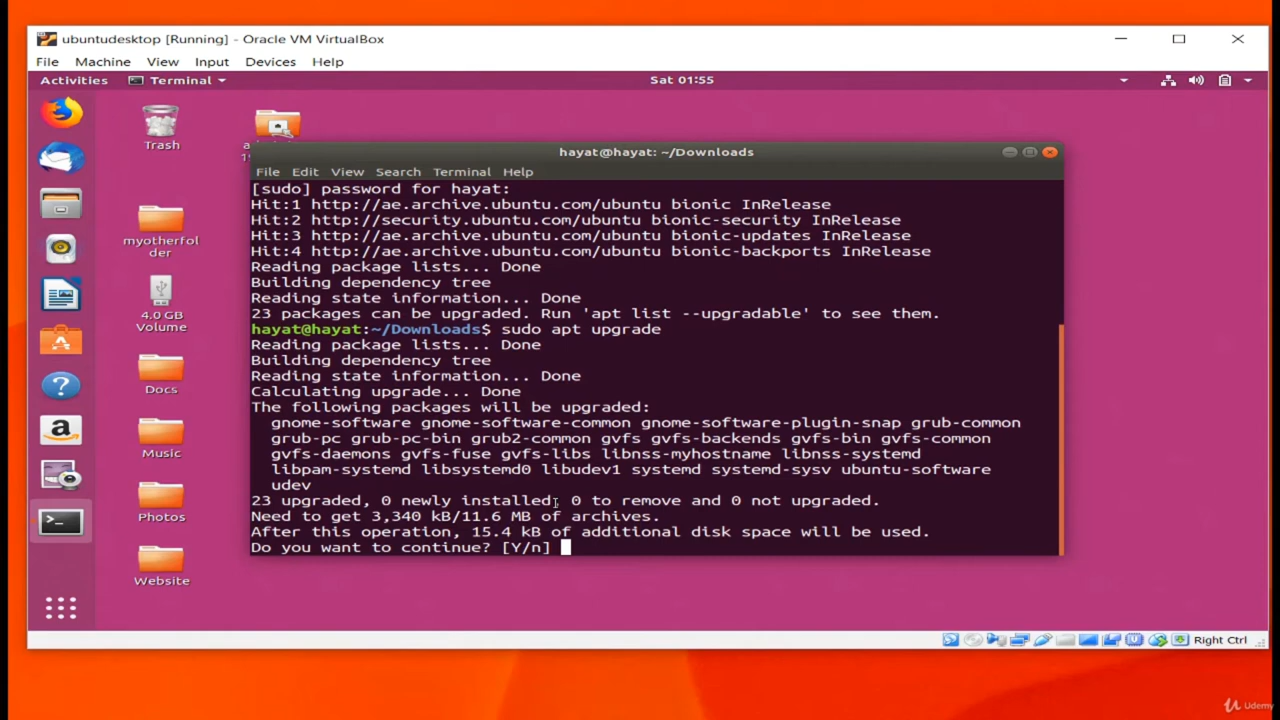 ubuntudesktop [Running] - Oracle VM VirtualBox
File Machine View Input Devices Help
Activities Terminal Sat 01:55
Trash
hayat@hayat: ~/Downloads
File Edit View Search Terminal Help
[sudo] password for hayat:
Hit:1 http://ae.archive.ubuntu.com/ubuntu bionic InRelease
Hit:2 http://security.ubuntu.com/ubuntu bionic-security InRelease
Hit:3 http://ae.archive.ubuntu.com/ubuntu bionic-updates InRelease
Hit:4 http://ae.archive.ubuntu.com/ubuntu bionic-backports InRelease
Reading package lists... Done
Building dependency tree
Reading state information... Done
23 packages can be upgraded. Run 'apt list --upgradable' to see them.
hayat@hayat:~/Downloads$ sudo apt upgrade
Reading package lists... Done
Building dependency tree
Reading state information... Done
Calculating upgrade... Done
The following packages will be upgraded:
gnome-software gnome-software-common gnome-software-plugin-snap grub-common
grub-pc grub-pc-bin grub2-common gvfs gvfs-backends gvfs-bin gvfs-common
gvfs-daemons gvfs-fuse gvfs-libs libnss-myhostname libnss-systemd
libpam-systemd libsystemd0 libudev1 systemd systemd-sysv ubuntu-software
udev
23 upgraded, 0 newly installed, 0 to remove and 0 not upgraded.
Need to get 3,340 kB/11.6 MB of archives.
After this operation, 15.4 kB of additional disk space will be used.
Do you want to continue? [Y/n]
myotherfol
der
4.0 GB
Volume
Docs
Music
Photos
Website
Right Ctrl
Udemy